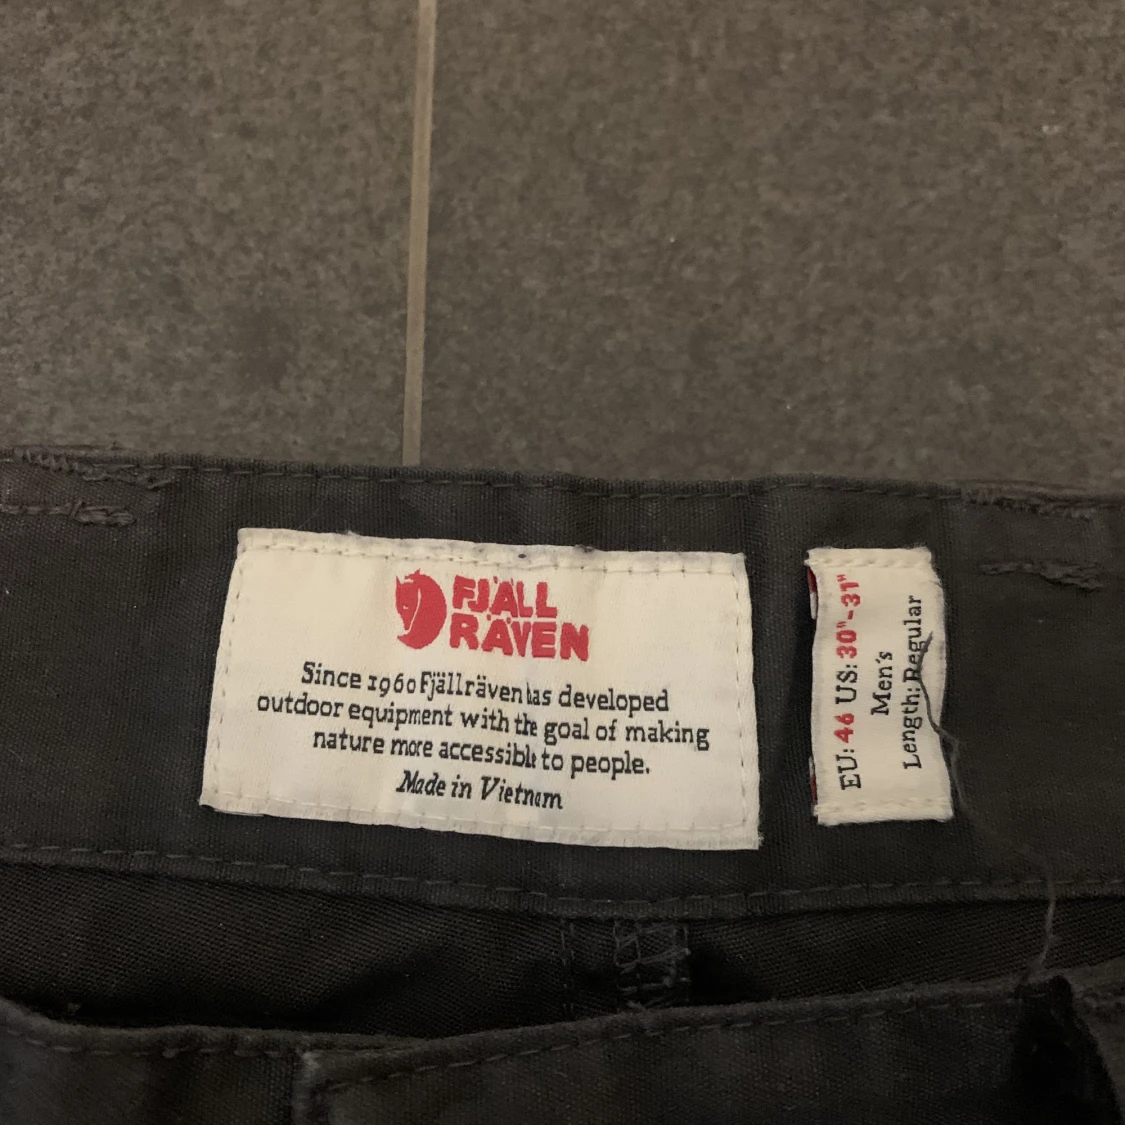 FJÄLL
RÄVEN
Since 1960 Fjällräven has developed
outdoor equipment with the goal of making
nature more accessible to people.
Made in Vietnam
EU: 46 US: 30"-31"
Men's
Length: Regular